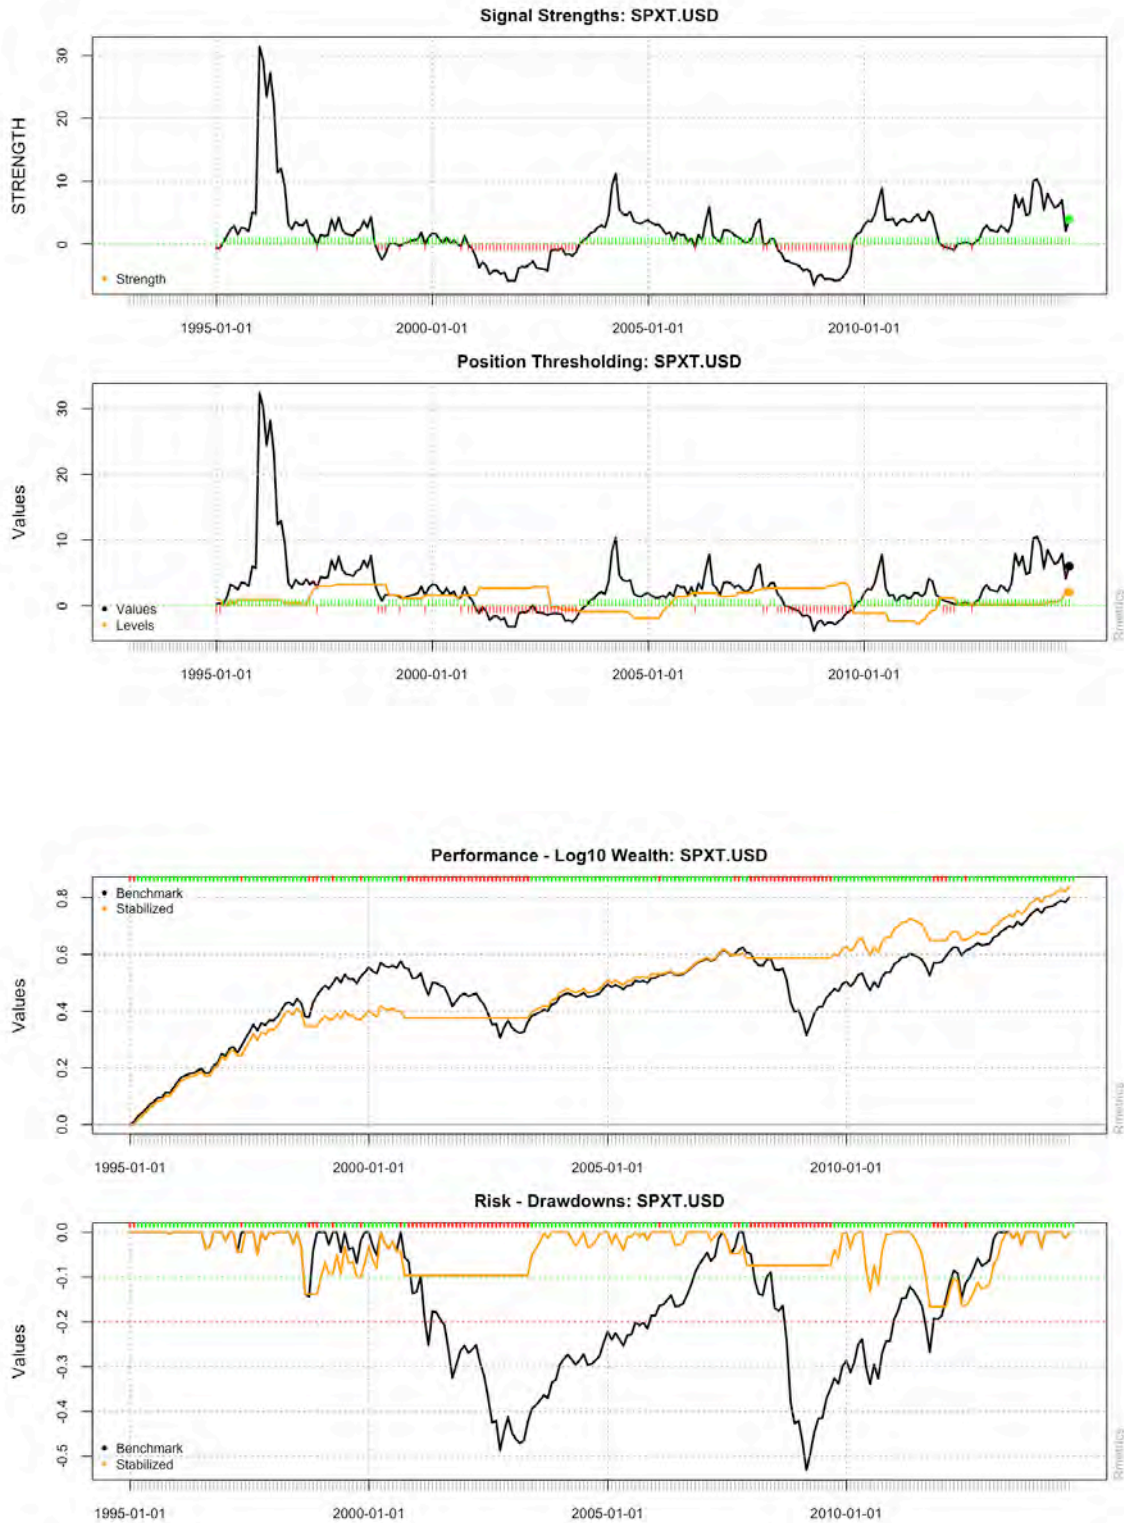 Signal Strengths: SPXT.USD
STRENGTH
30
20
10
0
Strength
1995-01-01 2000-01-01 2005-01-01 2010-01-01
Position Thresholding: SPXT.USD
Values
30
20
10
0
Values
Levels
Rmetrics
1995-01-01 2000-01-01 2005-01-01 2010-01-01
Performance - Log10 Wealth: SPXT.USD
Values
0.8
0.6
0.4
0.2
0.0
Benchmark
Stabilized
Rmetrics
1995-01-01 2000-01-01 2005-01-01 2010-01-01
Risk - Drawdowns: SPXT.USD
Values
0.0
-0.1
-0.2
-0.3
-0.4
-0.5
Benchmark
Stabilized
Rmetrics
1995-01-01 2000-01-01 2005-01-01 2010-01-01